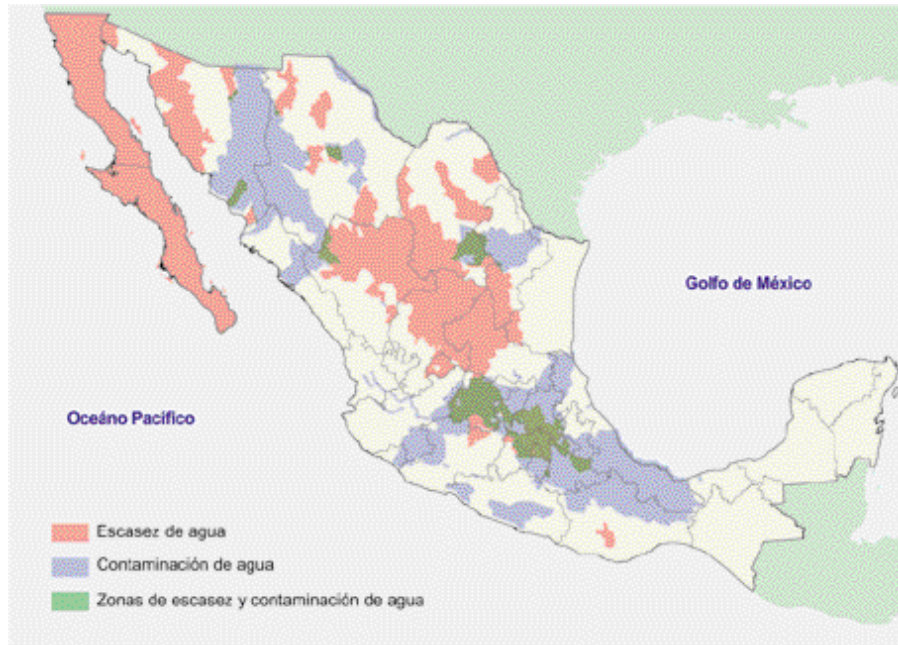 Golfo de México
Oceáno Pacífico
Escasez de agua
Contaminación de agua
Zonas de escasez y contaminación de agua